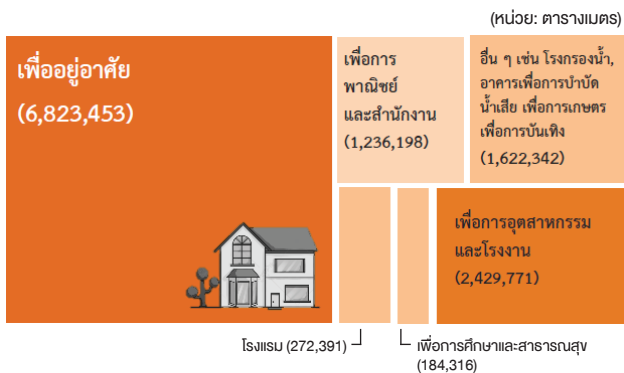 (หน่วย: ตารางเมตร)
เพื่ออยู่อาศัย
(6,823,453)
เพื่อการ
พาณิชย์
และสำนักงาน
(1,236,198)
อื่น ๆ เช่น โรงกรองน้ำ,
อาคารเพื่อการบำบัด
น้ำเสีย เพื่อการเกษตร
เพื่อการบันเทิง
(1,622,342)
เพื่อการอุตสาหกรรม
และโรงงาน
(2,429,771)
โรงแรม (272,391)
เพื่อการศึกษาและสาธารณสุข
(184,316)